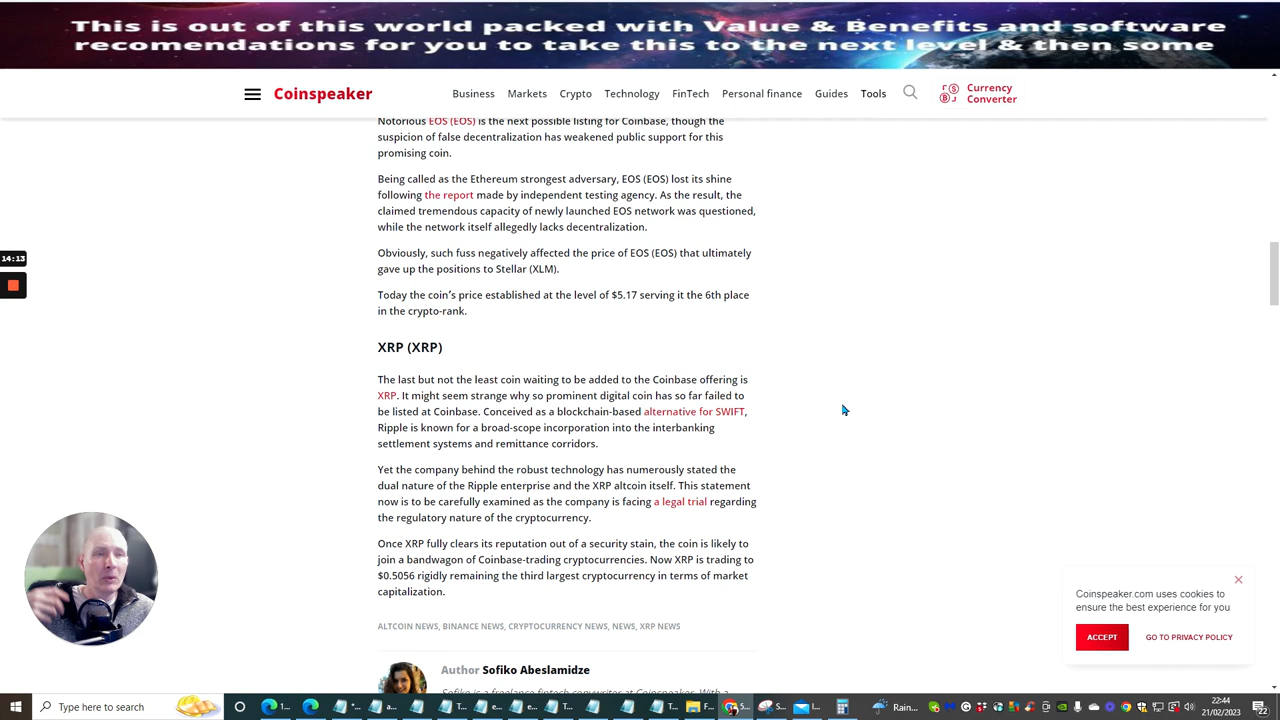 This is out of this world packed with Value & Benefits and software
recomendations for you to take this to the next level & then some
Coinspeaker
Business
Markets
Crypto
Technology
FinTech
Personal finance
Guides
Tools
Currency
Converter
Notorious EOS (EOS) is the next possible listing for Coinbase, though the
suspicion of false decentralization has weakened public support for this
promising coin.
Being called as the Ethereum strongest adversary, EOS (EOS) lost its shine
following the report made by independent testing agency. As the result, the
claimed tremendous capacity of newly launched EOS network was questioned,
while the network itself allegedly lacks decentralization.
Obviously, such fuss negatively affected the price of EOS (EOS) that ultimately
gave up the positions to Stellar (XLM).
Today the coin's price established at the level of $5.17 serving it the 6th place
in the crypto-rank.
14:13
XRP (XRP)
The last but not the least coin waiting to be added to the Coinbase offering is
XRP. It might seem strange why so prominent digital coin has so far failed to
be listed at Coinbase. Conceived as a blockchain-based alternative for SWIFT,
Ripple is known for a broad-scope incorporation into the interbanking
settlement systems and remittance corridors.
Yet the company behind the robust technology has numerously stated the
dual nature of the Ripple enterprise and the XRP altcoin itself. This statement
now is to be carefully examined as the company is facing a legal trial regarding
the regulatory nature of the cryptocurrency.
Once XRP fully clears its reputation out of a security stain, the coin is likely to
join a bandwagon of Coinbase-trading cryptocurrencies. Now XRP is trading to
$0.5056 rigidly remaining the third largest cryptocurrency in terms of market
capitalization.
ALTCOIN NEWS, BINANCE NEWS, CRYPTOCURRENCY NEWS, NEWS, XRP NEWS
Author Sofiko Abeslamidze
Sofiko is a freelance fintech copywriter at Coinspeaker. With a
Coinspeaker.com uses cookies to
ensure the best experience for you
ACCEPT
GO TO PRIVACY POLICY
Type here to search
Rain...
22:44
21/02/2023